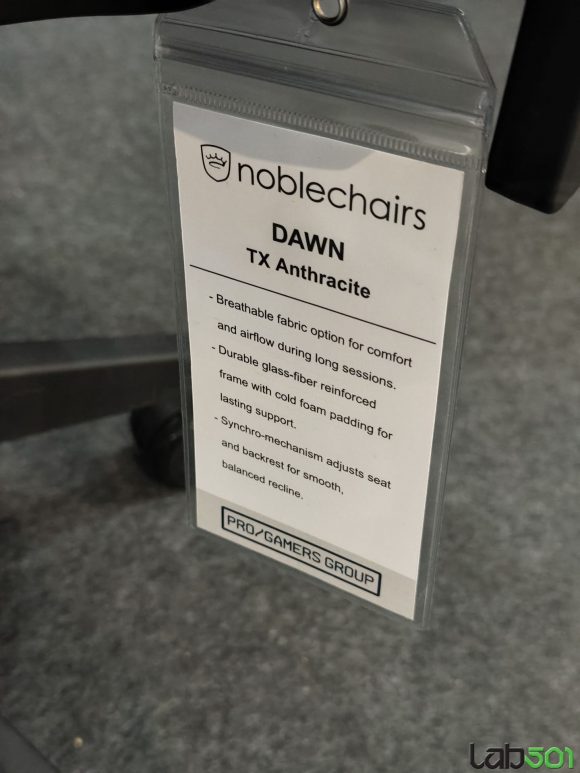 noblechairs
DAWN
TX Anthracite
- Breathable fabric option for comfort
and airflow during long sessions.
- Durable glass-fiber reinforced
frame with cold foam padding for
lasting support.
- Synchro-mechanism adjusts seat
and backrest for smooth,
balanced recline.
PRO/GAMERS GROUP
lab501